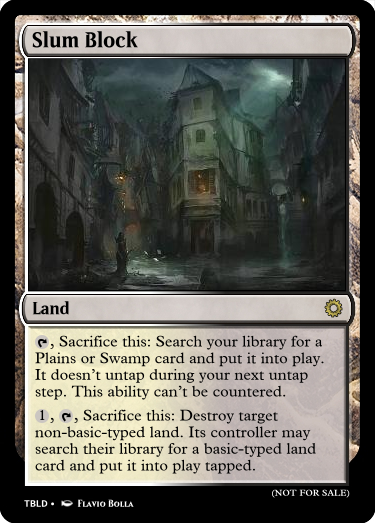 Slum Block
Land
, Sacrifice this: Search your library for a
Plains or Swamp card and put it into play.
It doesn't untap during your next untap
step. This ability can't be countered.
1, , Sacrifice this: Destroy target
non-basic-typed land. Its controller may
search their library for a basic-typed land
card and put it into play tapped.
(NOT FOR SALE)
TBLD • Flavio Bolla